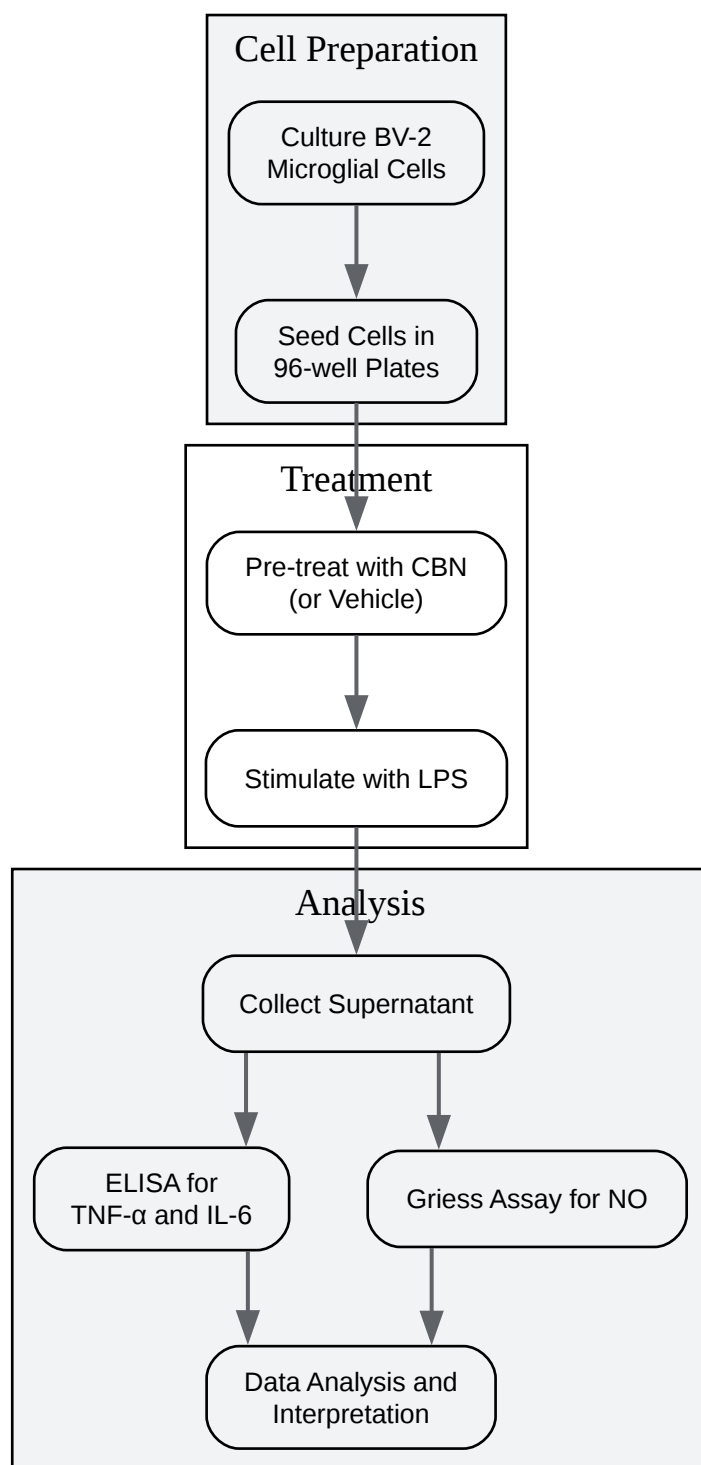 Cell Preparation
Culture BV-2
Microglial Cells
Seed Cells in
96-well Plates
Treatment
Pre-treat with CBN
(or Vehicle)
Stimulate with LPS
Analysis
Collect Supernatant
ELISA for
TNF-α and IL-6
Griess Assay for NO
Data Analysis and
Interpretation